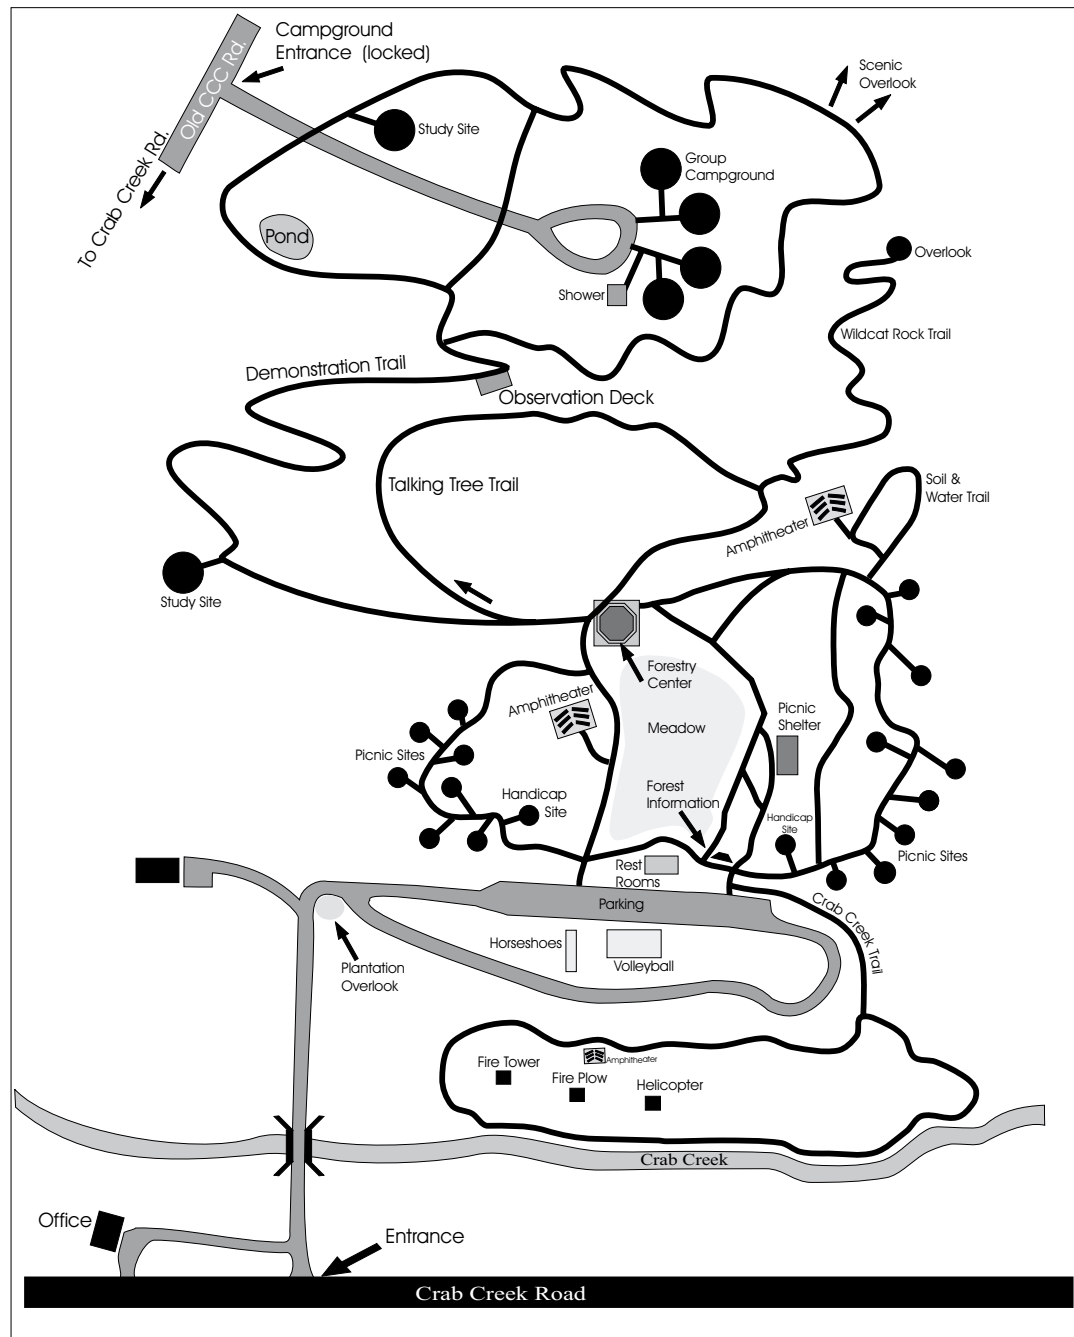 Campground
Entrance (locked)
Old CCC Rd.
To Crab Creek Rd.
Scenic
Overlook
Study Site
Group
Campground
Pond
Overlook
Shower
Wildcat Rock Trail
Demonstration Trail
Observation Deck
Talking Tree Trail
Soil &
Water Trail
Amphitheater
Study Site
Forestry
Center
Amphitheater
Meadow
Picnic
Shelter
Picnic Sites
Handicap
Site
Forest
Information
Handicap
Site
Picnic Sites
Rest
Rooms
Parking
Crab Creek Trail
Horseshoes
Volleyball
Plantation
Overlook
Fire Tower
Amphitheater
Fire Plow
Helicopter
Crab Creek
Office
Entrance
Crab Creek Road